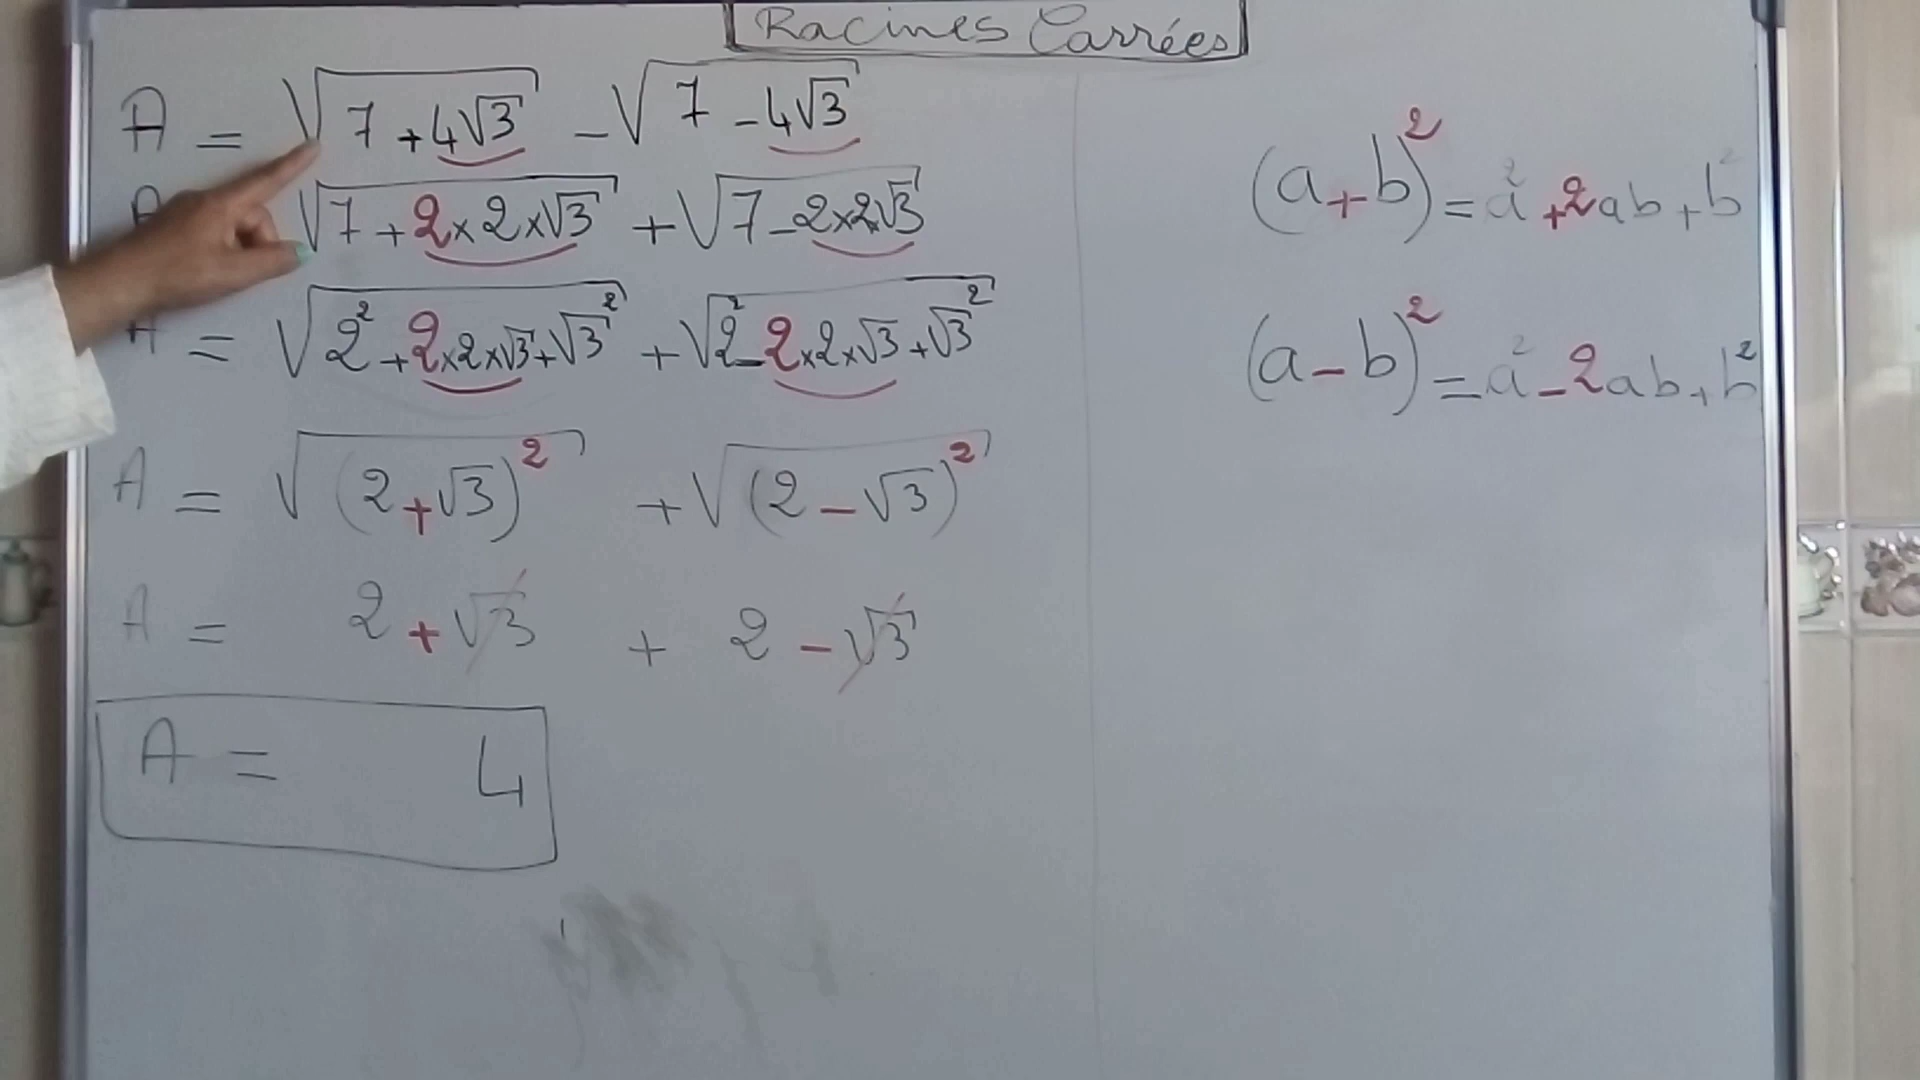 Racines Carrées
A = √(7 + 4√3) - √(7 - 4√3)
A √(7 + 2×2×√3) + √(7 - 2×2×√3)
A = √(2² + 2×2×√3 + √3²) + √(2² - 2×2×√3 + √3²)
A = √((2 + √3)²) + √((2 - √3)²)
A = 2 + √3 + 2 - √3
A = 4
(a + b)² = a² + 2ab + b²
(a - b)² = a² - 2ab + b²